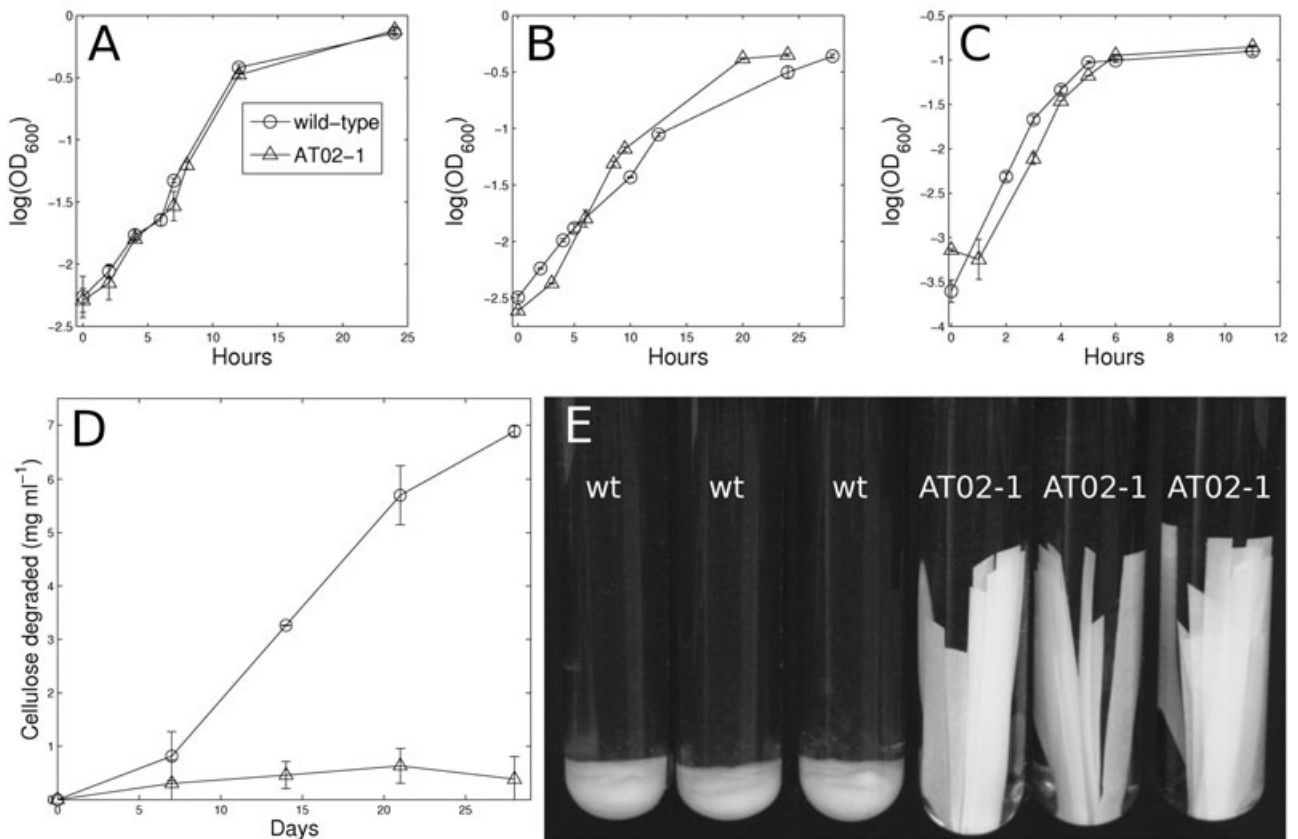 A
B
C
0
−0.5
−1
−1.5
−2
−2.5
log(OD600)
wild−type
AT02−1
0
5
10
15
20
25
Hours
0
−0.5
−1
−1.5
−2
−2.5
log(OD600)
0
5
10
15
20
25
Hours
−0.5
−1
−1.5
−2
−2.5
−3
−3.5
−4
log(OD600)
0
2
4
6
8
10
12
Hours
D
7
6
5
4
3
2
1
0
Cellulose degraded (mg ml−1)
0
5
10
15
20
25
Days
E
wt
wt
wt
AT02-1
AT02-1
AT02-1